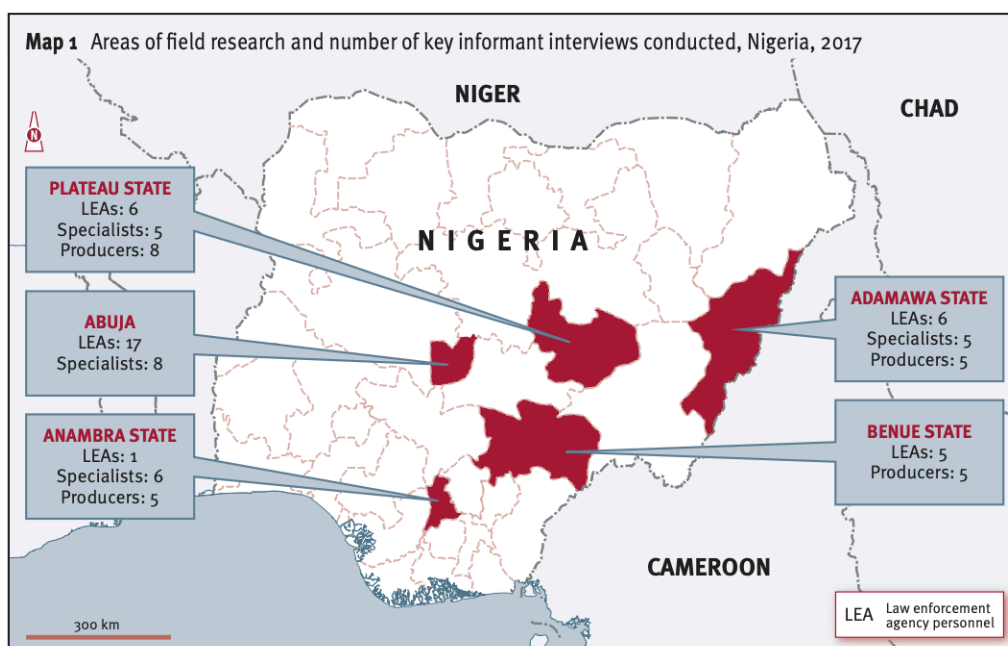 Map 1 Areas of field research and number of key informant interviews conducted, Nigeria, 2017
NIGER
CHAD
N
PLATEAU STATE
LEAs: 6
Specialists: 5
Producers: 8
NIGERIA
ABUJA
LEAs: 17
Specialists: 8
ADAMAWA STATE
LEAs: 6
Specialists: 5
Producers: 5
ANAMBRA STATE
LEAs: 1
Specialists: 6
Producers: 5
BENUE STATE
LEAs: 5
Producers: 5
CAMEROON
300 km
LEA Law enforcement
agency personnel